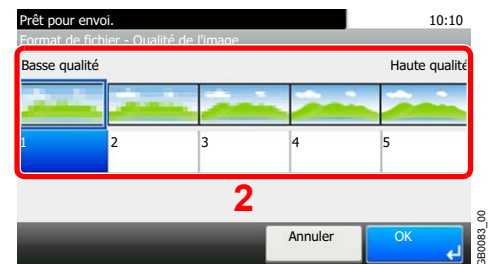 Prêt pour envoi. 10:10
Format de fichier - Qualité de l'image
Basse qualité Haute qualité
1 2 3 4 5
2
Annuler OK
GB0083_00